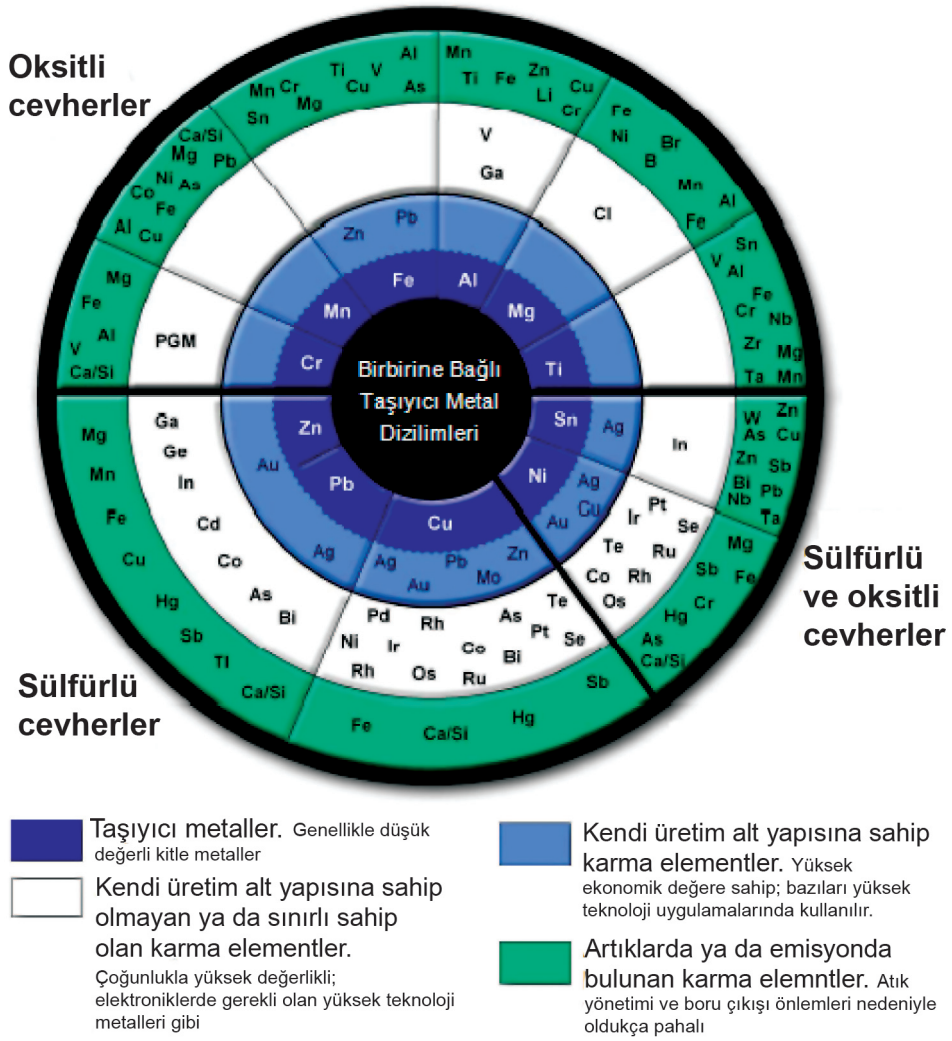 Oksitli
cevherler
Mn Cr Ti V Al
Sn Mg Cu As
Mn Ti Fe Zn Li Cu Cr
V
Ga
Fe Ni Br B Mn Al Fe
Cl
Ca/Si
Mg Pb
Ni As
Co Fe
Al Cu
Zn Pb
Mn Fe Al Mg
Mg
Fe
Al
V
Ca/Si
PGM
Cr
Ti
Sn
V Al
Fe
Cr Nb
Zr Mg
Ta Mn
Birbirine Bağlı
Taşıyıcı Metal
Dizilimleri
Zn
Pb
Au
Ag
Cu
Ag Au Pb Mo Zn
Sn
Ag
In
Ni
Ag
Cu
Au
W Zn
As Cu
Zn Sb
Bi Pb
Nb Ta
Ga
Ge
In
Cd
Co
As
Bi
Mg
Mn
Fe
Cu
Hg
Sb
Tl
Ca/Si
Pt
Ir Se
Te Ru
Co Rh
Os
Mg
Sb Fe
Cr
Hg
As
Ca/Si
Pd Rh As Te
Ni Ir Co Pt Se
Rh Os Ru Bi
Fe Ca/Si Hg Sb
Sülfürlü
ve oksitli
cevherler
Sülfürlü
cevherler
Taşıyıcı metaller. Genellikle düşük
değerli kitle metaller
Kendi üretim alt yapısına sahip
olmayan ya da sınırlı sahip
olan karma elementler.
Çoğunlukla yüksek değerlikli;
elektroniklerde gerekli olan yüksek teknoloji
metalleri gibi
Kendi üretim alt yapısına sahip
karma elementler. Yüksek
ekonomik değere sahip; bazıları yüksek
teknoloji uygulamalarında kullanılır.
Artıklarda ya da emisyonda
bulunan karma elemntler. Atık
yönetimi ve boru çıkışı önlemleri nedeniyle
oldukça pahalı